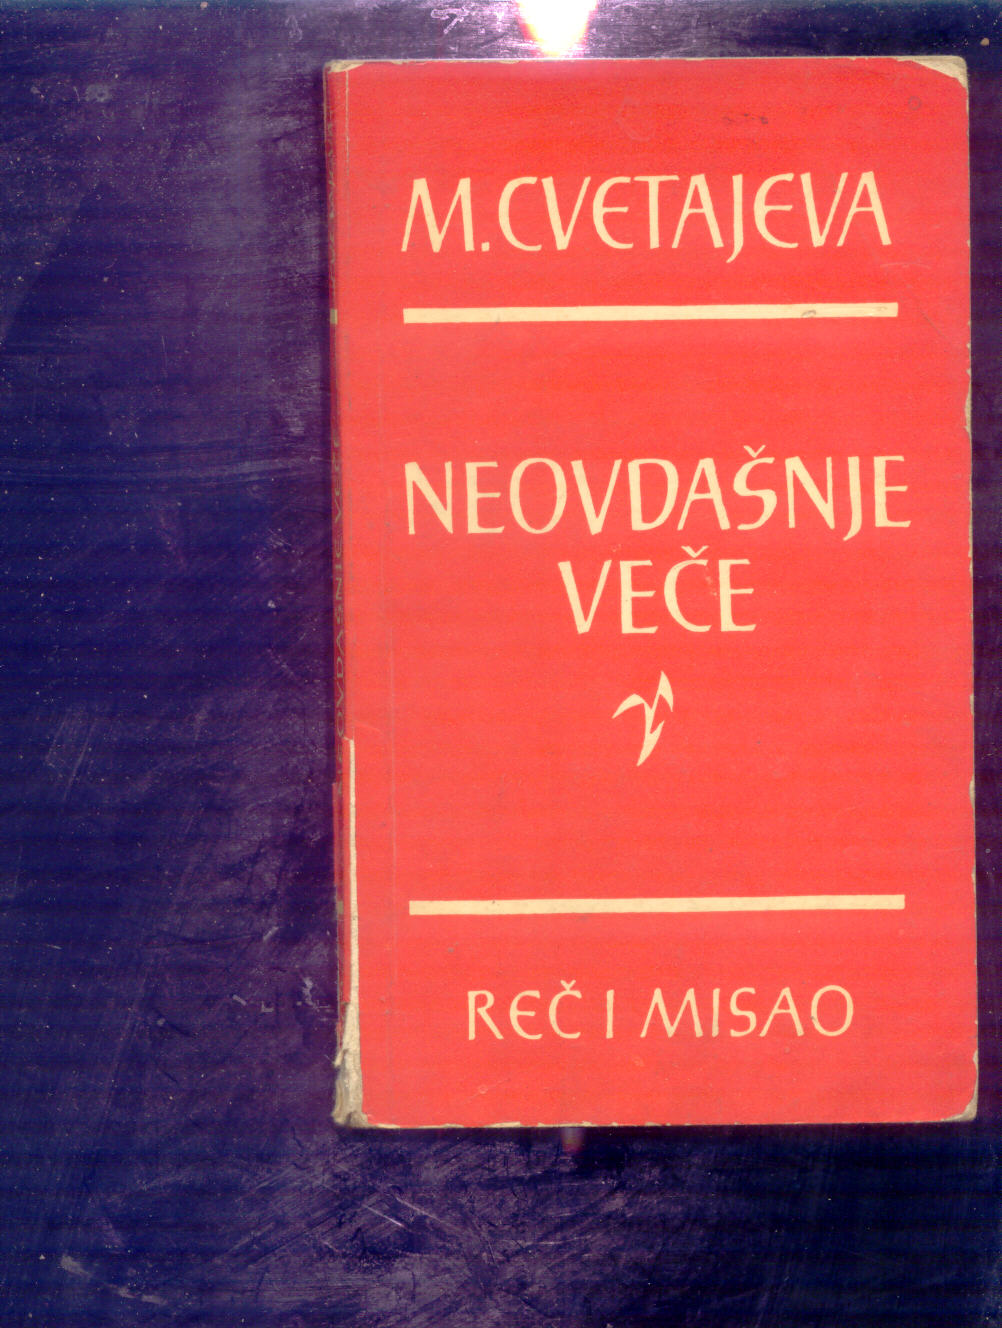 M. CVETAJEVA
NEOVDAŠNJE
VEČE
REČ I MISAO